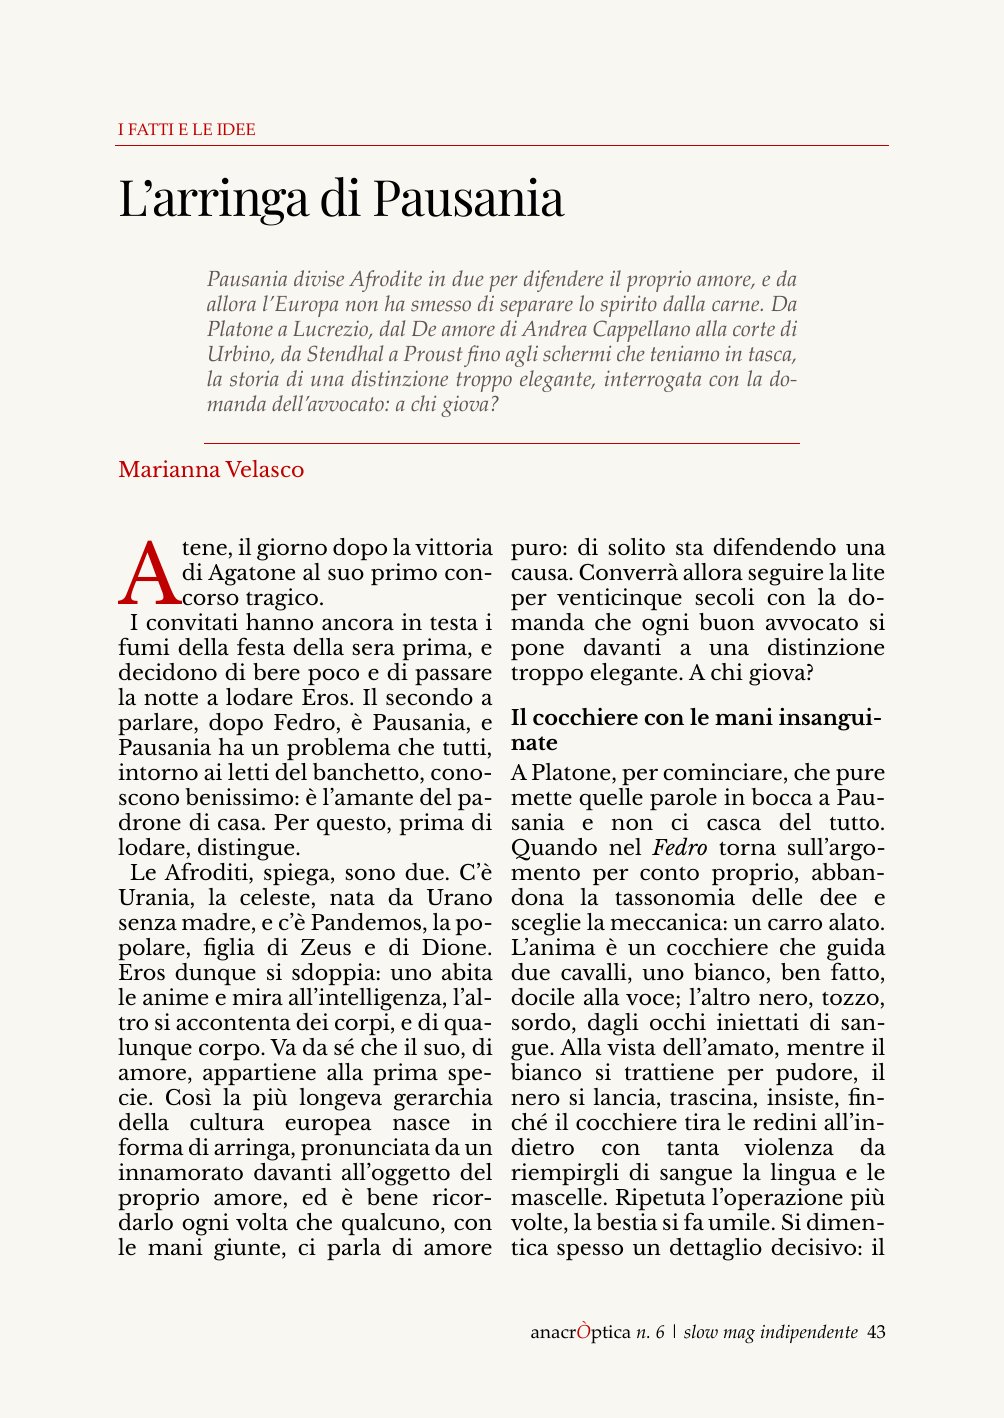 I FATTI E LE IDEE
L’arringa di Pausania
Pausania divise Afrodite in due per difendere il proprio amore, e da
allora l’Europa non ha smesso di separare lo spirito dalla carne. Da
Platone a Lucrezio, dal De amore di Andrea Cappellano alla corte di
Urbino, da Stendhal a Proust fino agli schermi che teniamo in tasca,
la storia di una distinzione troppo elegante, interrogata con la do-
manda dell’avvocato: a chi giova?
Marianna Velasco
Atene, il giorno dopo la vittoria
di Agatone al suo primo con-
corso tragico.
I convitati hanno ancora in testa i
fumi della festa della sera prima, e
decidono di bere poco e di passare
la notte a lodare Eros. Il secondo a
parlare, dopo Fedro, è Pausania, e
Pausania ha un problema che tutti,
intorno ai letti del banchetto, cono-
scono benissimo: è l’amante del pa-
drone di casa. Per questo, prima di
lodare, distingue.
Le Afroditi, spiega, sono due. C’è
Urania, la celeste, nata da Urano
senza madre, e c’è Pandemos, la po-
polare, figlia di Zeus e di Dione.
Eros dunque si sdoppia: uno abita
le anime e mira all’intelligenza, l’al-
tro si accontenta dei corpi, e di qua-
lunque corpo. Va da sé che il suo, di
amore, appartiene alla prima spe-
cie. Così la più longeva gerarchia
della cultura europea nasce in
forma di arringa, pronunciata da un
innamorato davanti all’oggetto del
proprio amore, ed è bene ricor-
darlo ogni volta che qualcuno, con
le mani giunte, ci parla di amore
puro: di solito sta difendendo una
causa. Converrà allora seguire la lite
per venticinque secoli con la do-
manda che ogni buon avvocato si
pone davanti a una distinzione
troppo elegante. A chi giova?
Il cocchiere con le mani insangui-
nate
A Platone, per cominciare, che pure
mette quelle parole in bocca a Pau-
sania e non ci casca del tutto.
Quando nel Fedro torna sull’argo-
mento per conto proprio, abban-
dona la tassonomia delle dee e
sceglie la meccanica: un carro alato.
L’anima è un cocchiere che guida
due cavalli, uno bianco, ben fatto,
docile alla voce; l’altro nero, tozzo,
sordo, dagli occhi iniettati di san-
gue. Alla vista dell’amato, mentre il
bianco si trattiene per pudore, il
nero si lancia, trascina, insiste, fin-
ché il cocchiere tira le redini all’in-
dietro con tanta violenza da
riempirgli di sangue la lingua e le
mascelle. Ripetuta l’operazione più
volte, la bestia si fa umile. Si dimen-
tica spesso un dettaglio decisivo: il
anacrÒptica n. 6 | slow mag indipendente 43